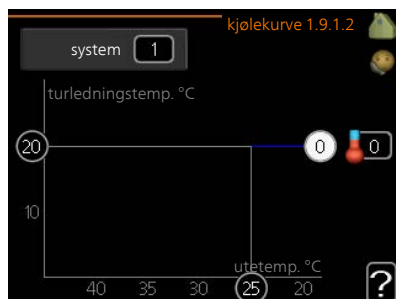 kjølekurve 1.9.1.2
system 1
turledningstemp. °C
20 0 0
10
utetemp. °C
40 35 30 25 20
?